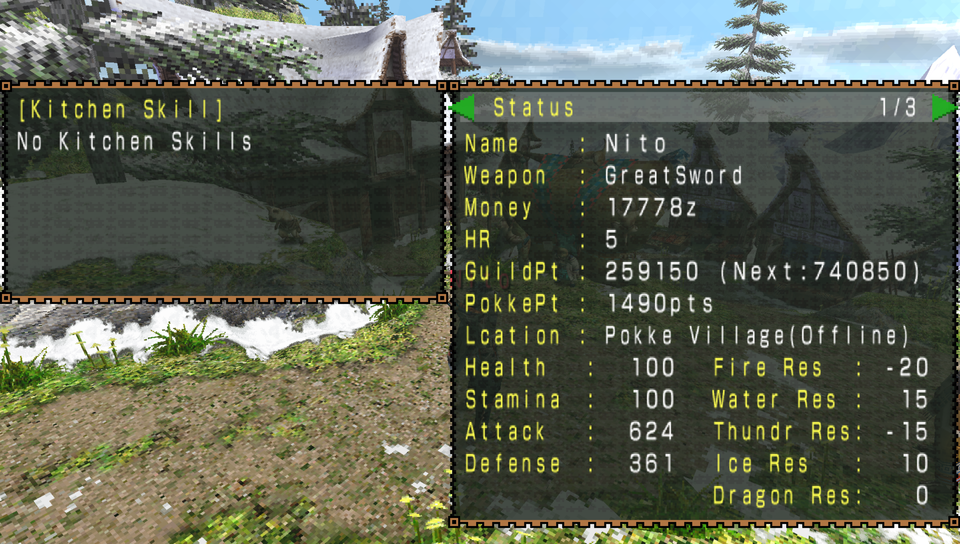 [Kitchen Skill]
No Kitchen Skills
Status 1/3
Name : Nito
Weapon : GreatSword
Money : 17778z
HR : 5
GuildPt : 259150 (Next:740850)
PokkePt : 1490pts
Lcation : Pokke Village(Offline)
Health : 100 Fire Res : -20
Stamina : 100 Water Res : 15
Attack : 624 Thundr Res: -15
Defense : 361 Ice Res : 10
Dragon Res: 0